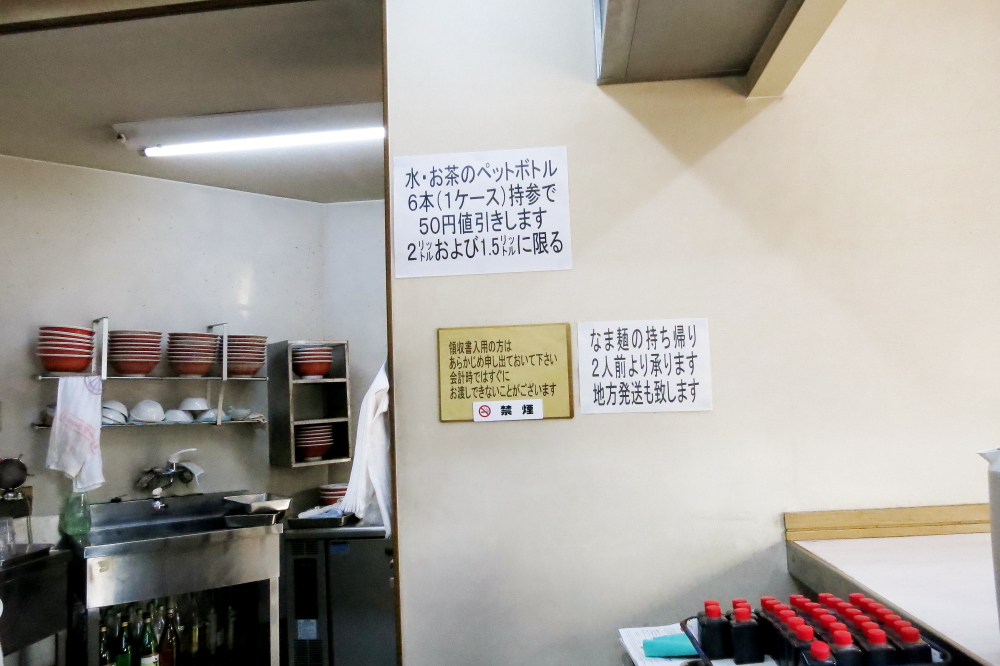 水・お茶のペットボトル
6本(1ケース)持参で
50円値引きします
2リットルおよび1.5リットルに限る
領収書入用の方は
あらかじめ申し出ておいて下さい
会計時ではすぐに
お渡しできないことがございます
禁煙
なま麺の持ち帰り
2人前より承ります
地方発送も致します